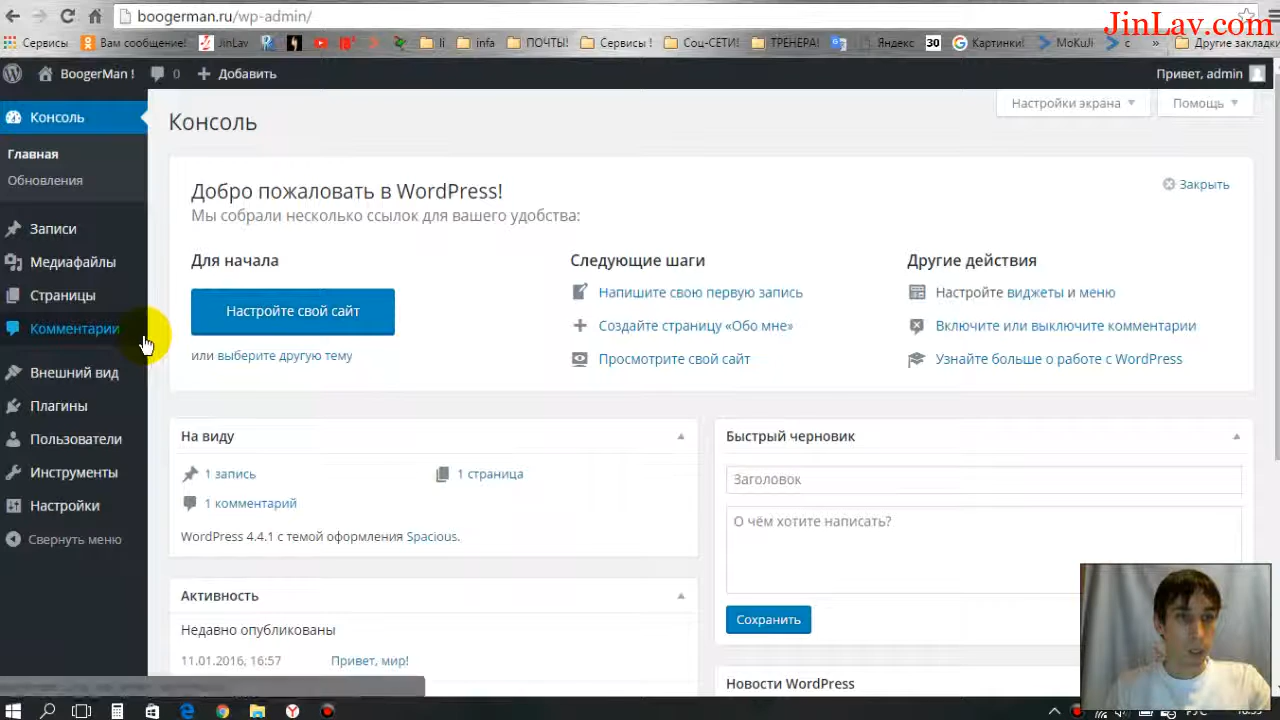 boogerman.ru/wp-admin/
JinLav.com
Сервисы Вам сообщение! JinLav li infa ПОЧТЫ! Сервисы ! Соц-СЕТИ! ТРЕНЕРА! Яндекс 30 Картинки! МоКиЛі с » Другие закладки
BoogerMan ! 0 + Добавить Привет, admin
Консоль
Настройки экрана Помощь
Консоль
Главная
Обновления
Записи
Медиафайлы
Страницы
Комментарии
Внешний вид
Плагины
Пользователи
Инструменты
Настройки
Свернуть меню
Добро пожаловать в WordPress!
Закрыть
Мы собрали несколько ссылок для вашего удобства:
Для начала
Настройте свой сайт
или выберите другую тему
Следующие шаги
Напишите свою первую запись
Создайте страницу «Обо мне»
Просмотрите свой сайт
Другие действия
Настройте виджеты и меню
Включите или выключите комментарии
Узнайте больше о работе с WordPress
На виду
1 запись 1 страница
1 комментарий
WordPress 4.4.1 с темой оформления Spacious.
Активность
Недавно опубликованы
11.01.2016, 16:57 Привет, мир!
Быстрый черновик
Заголовок
О чём хотите написать?
Сохранить
Новости WordPress